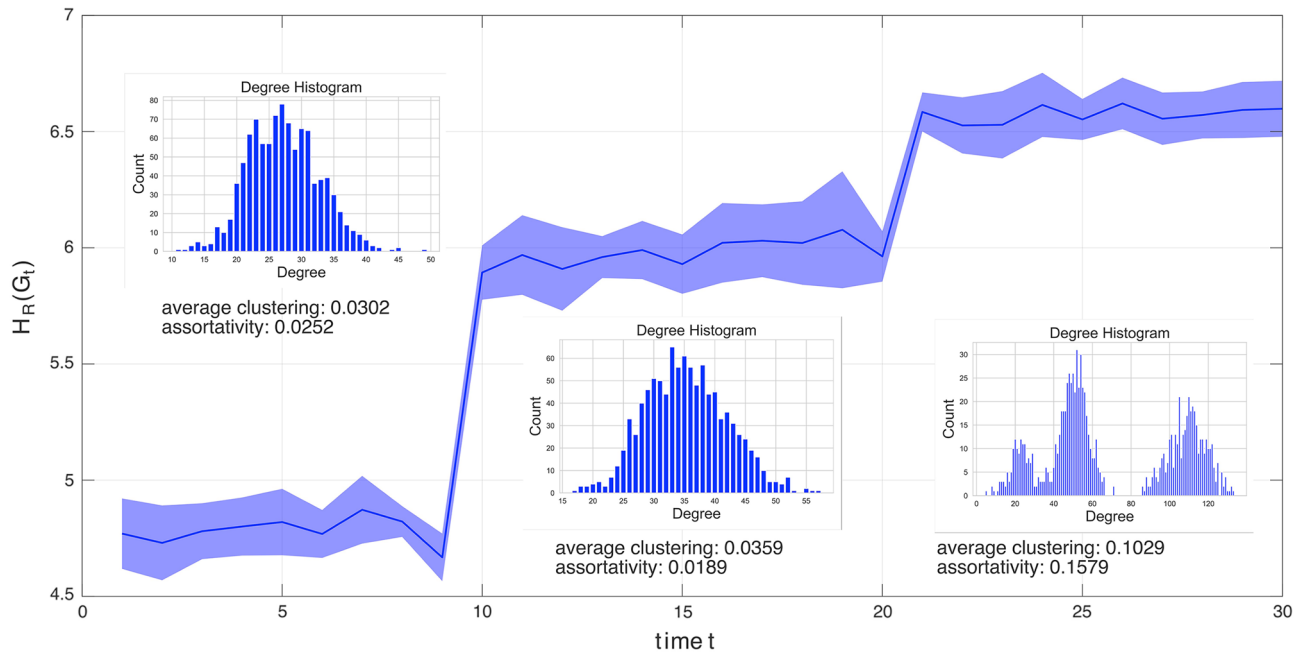 7
6.5
6
5.5
5
4.5
H_R(G_t)
0
5
10
15
20
25
30
time t
Degree Histogram
80
70
60
50
40
30
20
10
0
Count
10 15 20 25 30 35 40 45 50
Degree
average clustering: 0.0302
assortativity: 0.0252
Degree Histogram
60
50
40
30
20
10
0
Count
15 20 25 30 35 40 45 50 55
Degree
average clustering: 0.0359
assortativity: 0.0189
Degree Histogram
30
25
20
15
10
5
0
Count
0 20 40 60 80 100 120
Degree
average clustering: 0.1029
assortativity: 0.1579